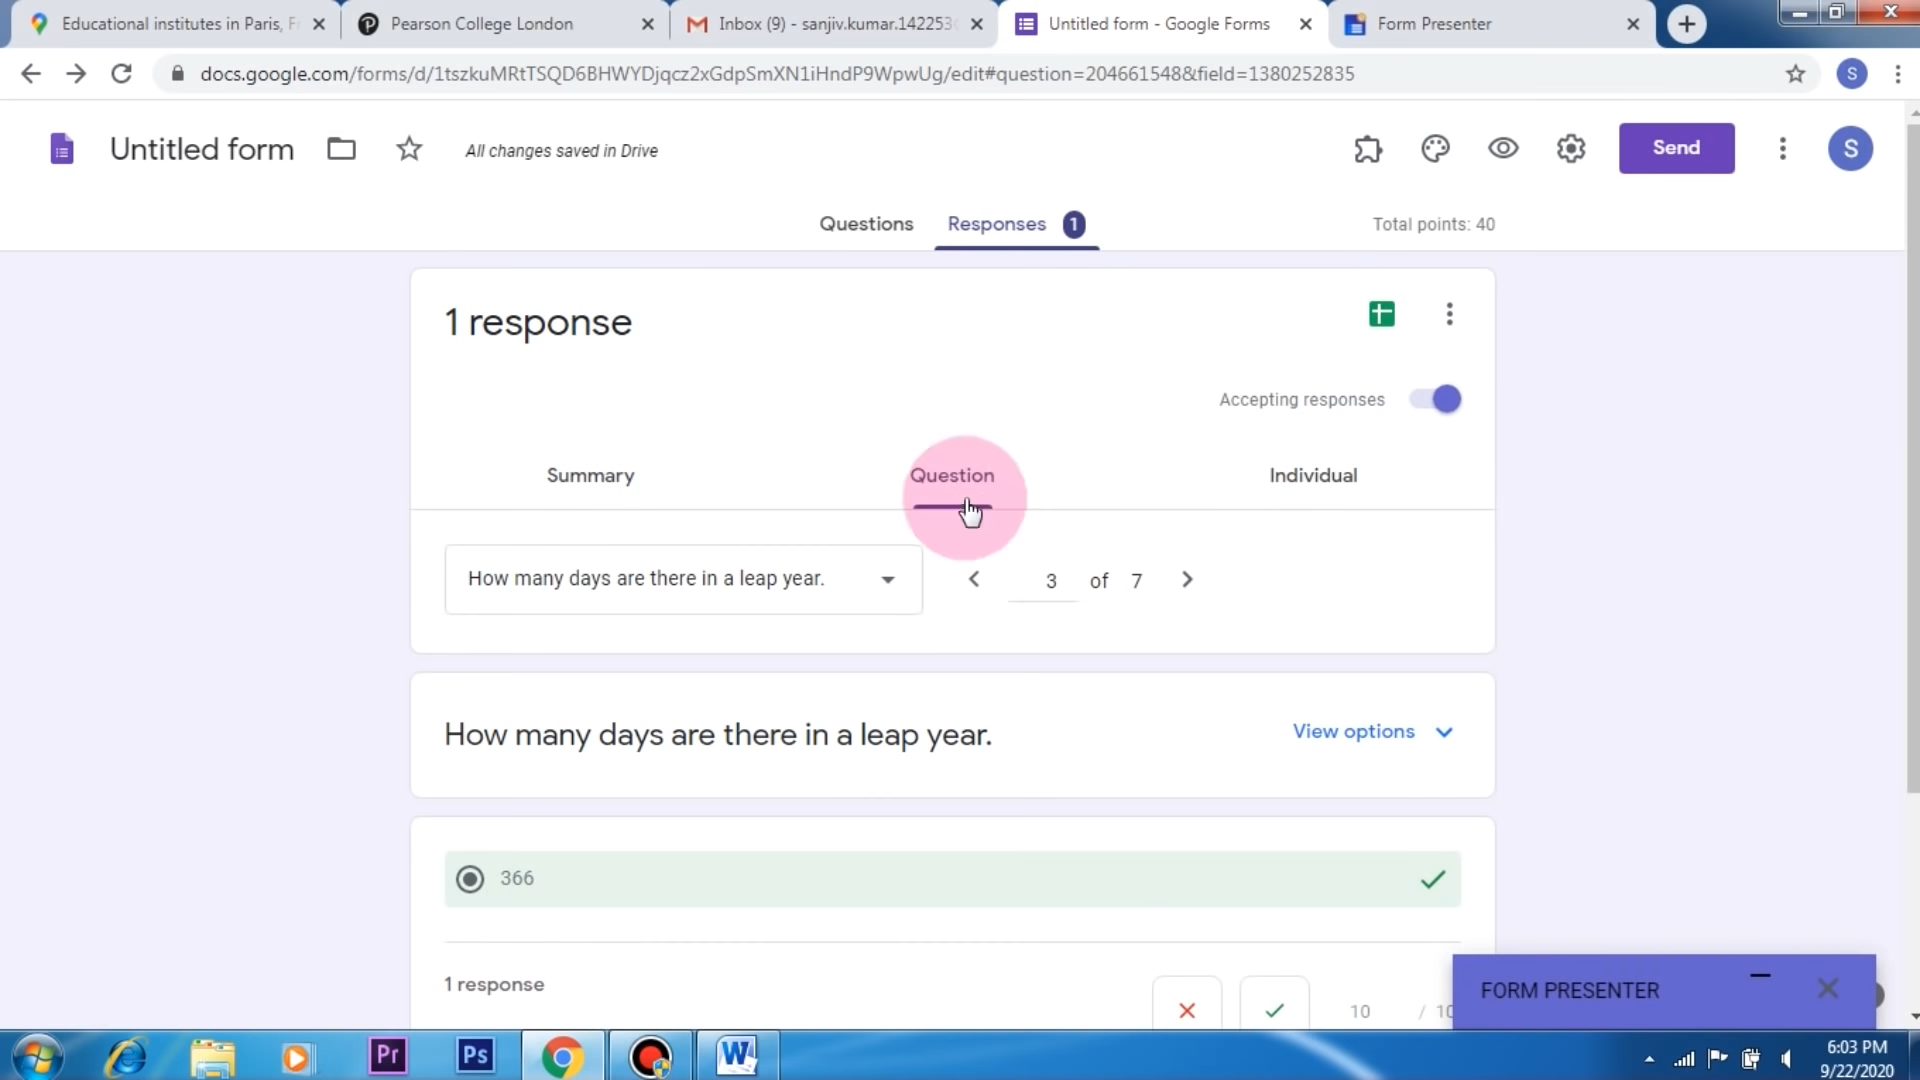 Educational institutes in Paris, F
Pearson College London
Inbox (9) - sanjiv.kumar.142253
Untitled form - Google Forms
Form Presenter
docs.google.com/forms/d/1tszkuMRtTSQD6BHWYDjqcz2xGdpSmXN1iHndP9WpwUg/edit#question=204661548&field=1380252835
S
Untitled form
All changes saved in Drive
Send
S
Questions
Responses 1
Total points: 40
1 response
Accepting responses
Summary
Question
Individual
How many days are there in a leap year.
3 of 7
How many days are there in a leap year.
View options
366
1 response
10 / 10
FORM PRESENTER
Pr
Ps
W
6:03 PM
9/22/2020